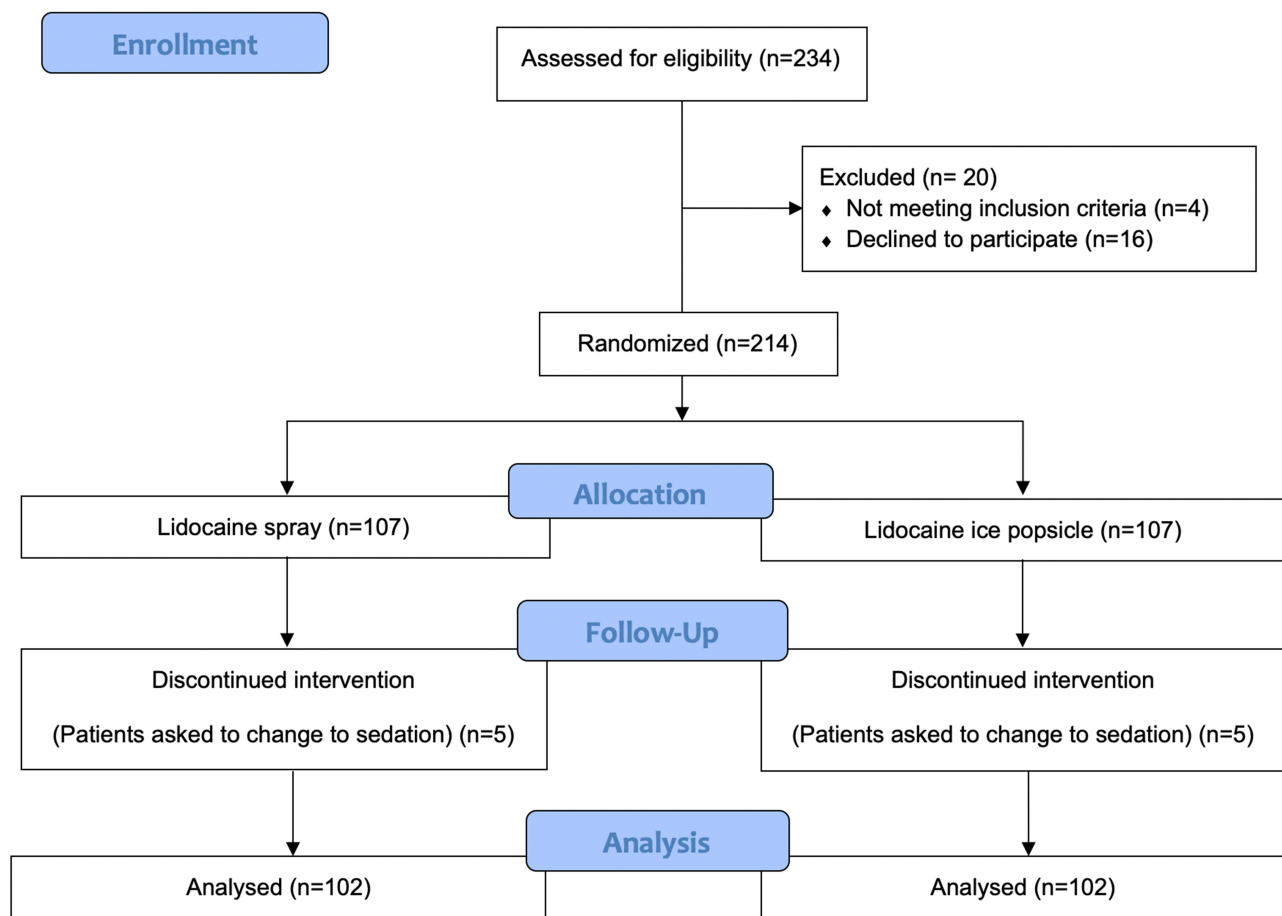 Enrollment
Assessed for eligibility (n=234)
Excluded (n= 20)
♦ Not meeting inclusion criteria (n=4)
♦ Declined to participate (n=16)
Randomized (n=214)
Allocation
Lidocaine spray (n=107)
Lidocaine ice popsicle (n=107)
Follow-Up
Discontinued intervention
(Patients asked to change to sedation) (n=5)
Discontinued intervention
(Patients asked to change to sedation) (n=5)
Analysis
Analysed (n=102)
Analysed (n=102)